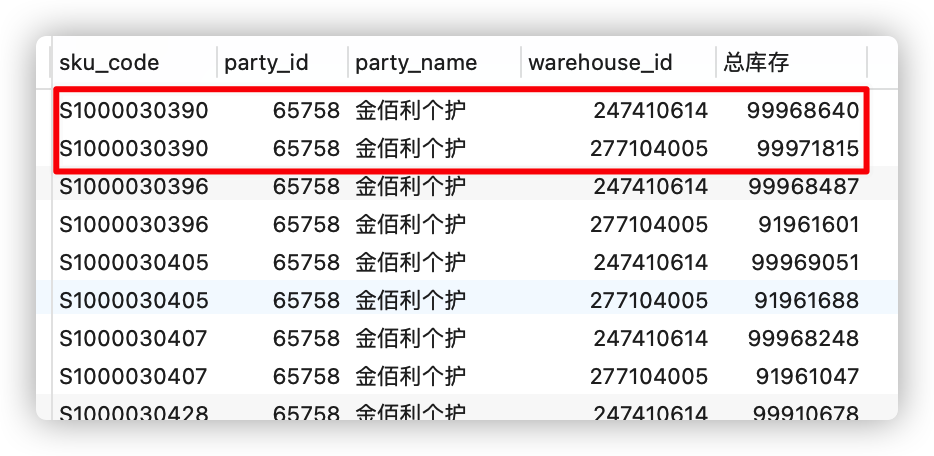 sku_code party_id party_name warehouse_id 总库存
S1000030390 65758 金佰利个护 247410614 99968640
S1000030390 65758 金佰利个护 277104005 99971815
S1000030396 65758 金佰利个护 247410614 99968487
S1000030396 65758 金佰利个护 277104005 91961601
S1000030405 65758 金佰利个护 247410614 99969051
S1000030405 65758 金佰利个护 277104005 91961688
S1000030407 65758 金佰利个护 247410614 99968248
S1000030407 65758 金佰利个护 277104005 91961047
S1000030428 65758 金佰利个护 247410614 99910678